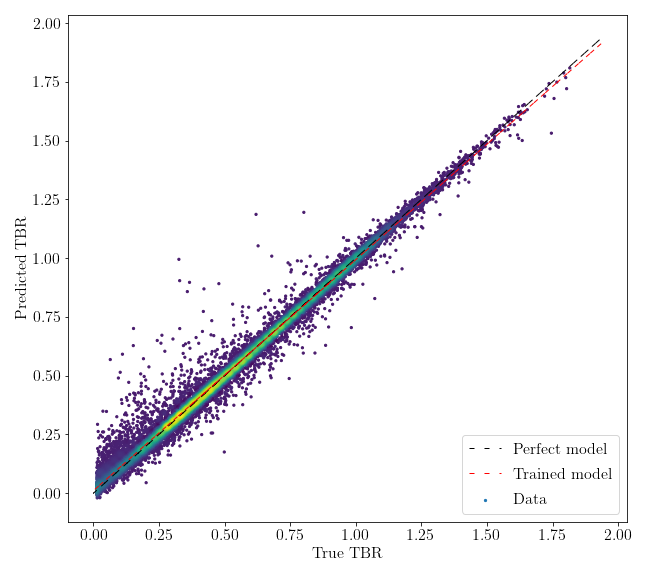 2.00
1.75
1.50
1.25
1.00
0.75
0.50
0.25
0.00
Predicted TBR
Perfect model
Trained model
Data
0.00 0.25 0.50 0.75 1.00 1.25 1.50 1.75 2.00
True TBR